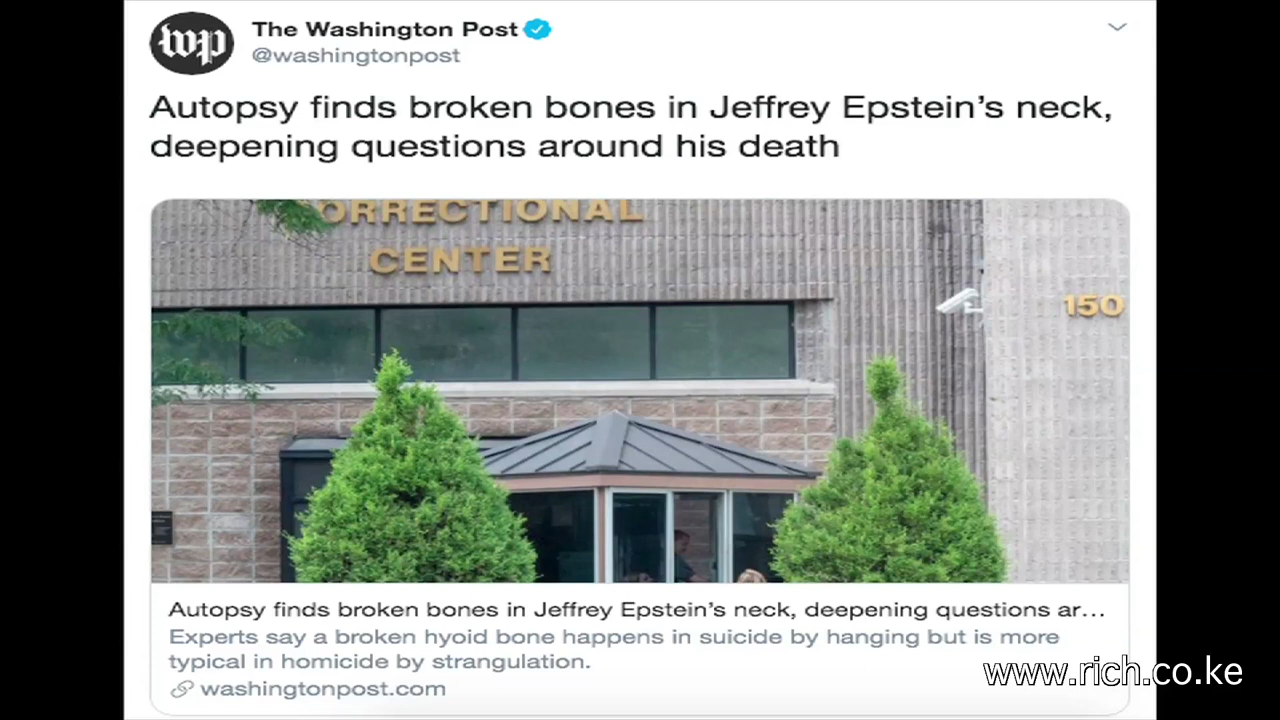 The Washington Post
@washingtonpost
Autopsy finds broken bones in Jeffrey Epstein's neck,
deepening questions around his death
ORRECTIONAL
CENTER
150
Autopsy finds broken bones in Jeffrey Epstein's neck, deepening questions ar...
Experts say a broken hyoid bone happens in suicide by hanging but is more
typical in homicide by strangulation.
washingtonpost.com
www.rich.co.ke